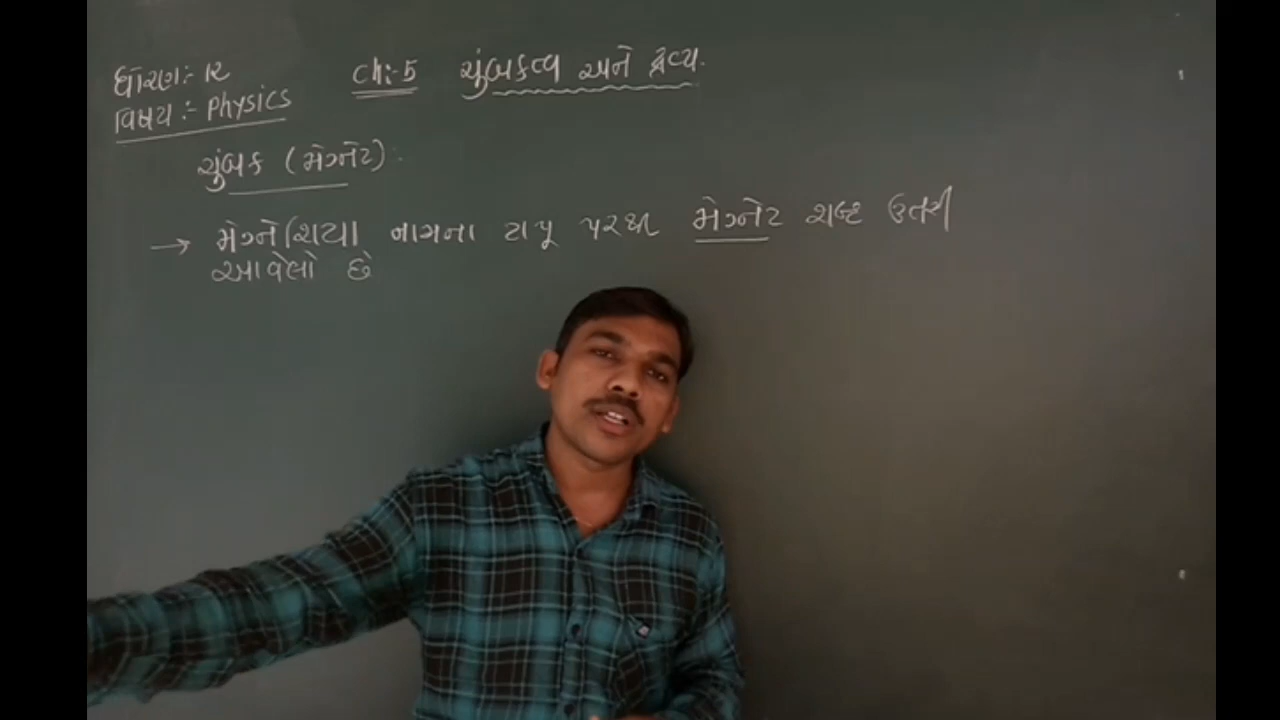 ધોરણ:- 12
Ch:-5 ચુંબકત્વ અને દ્રવ્ય.
વિષય:- Physics
ચુંબક (મેગ્નેટ):
→ મેગ્નેશિયા નામના ટાપુ પરથી મેગ્નેટ શબ્દ ઉતરી
આવેલો છે